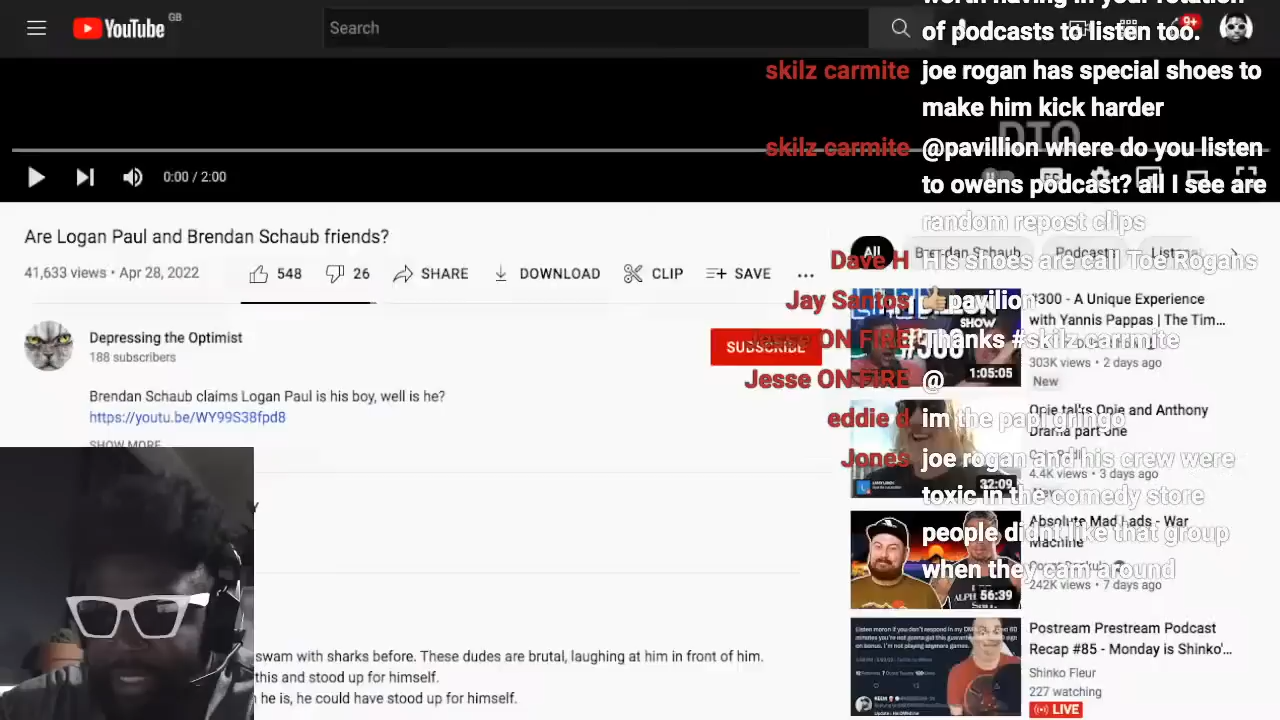 YouTube GB
Search
9+
worth having in your rotation
of podcasts to listen too.
skilz carmite joe rogan has special shoes to
make him kick harder
DTO
skilz carmite @pavillion where do you listen
to owens podcast? all I see are
random repost clips
0:00 / 2:00
Are Logan Paul and Brendan Schaub friends?
41,633 views • Apr 28, 2022
548
26
SHARE
DOWNLOAD
CLIP
SAVE
All
Brendan Schaub
Podcasts
Dave H His shoes are call Toe Rogans
Jay Santos 👍🏼pavilion
Jesse ON FIRE Thanks #skilz.carmite
Jesse ON FIRE @
eddie d im the papi gringo
Jones joe rogan and his crew were
toxic in the comedy store
people didnt like that group
when they cam around
Depressing the Optimist
188 subscribers
SUBSCRIBE
Brendan Schaub claims Logan Paul is his boy, well is he?
https://youtu.be/WY99S38fpd8
SHOW MORE
am with sharks before. These dudes are brutal, laughing at him in front of him.
this and stood up for himself.
he is, he could have stood up for himself.
SHOW
#300
1:05:05
#300 - A Unique Experience
with Yannis Pappas | The Tim...
303K views • 2 days ago
New
32:09
Opie talks Opie and Anthony
Drama part one
4.4K views • 3 days ago
56:39
Absolute Mad Lads - War
Machine
242K views • 7 days ago
Postream Prestream Podcast
Recap #85 - Monday is Shinko'...
Shinko Fleur
227 watching
LIVE